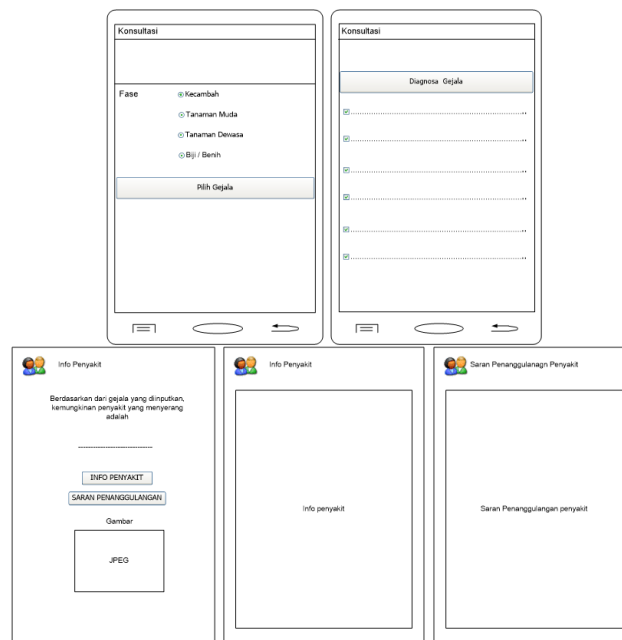 Konsultasi
Fase
Kecambah
Tanaman Muda
Tanaman Dewasa
Biji / Benih
Pilih Gejala
Konsultasi
Diagnosa Gejala
Info Penyakit
Berdasarkan dari gejala yang diinputkan,
kemungkinan penyakit yang menyerang
adalah
INFO PENYAKIT
SARAN PENANGGULANGAN
Gambar
JPEG
Info Penyakit
Info penyakit
Saran Penanggulanagn Penyakit
Saran Penanggulangan penyakit